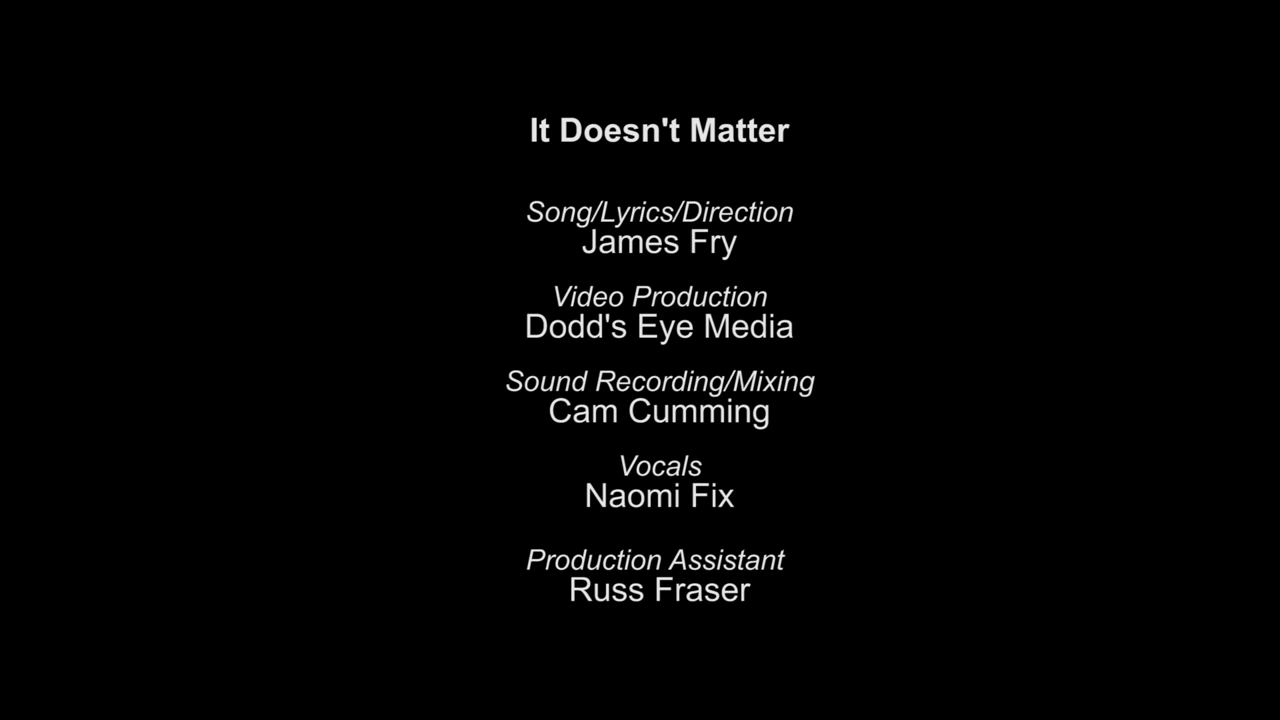 It Doesn't Matter
Song/Lyrics/Direction
James Fry
Video Production
Dodd's Eye Media
Sound Recording/Mixing
Cam Cumming
Vocals
Naomi Fix
Production Assistant
Russ Fraser